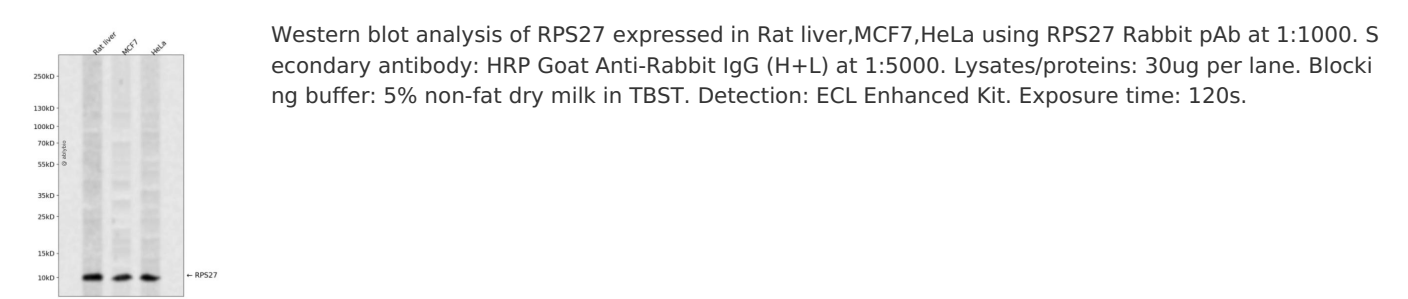 Rat liver
MCF7
HeLa
250kD
130kD
100kD
70kD
55kD
35kD
25kD
15kD
10kD
@ abybio
← RPS27
Western blot analysis of RPS27 expressed in Rat liver,MCF7,HeLa using RPS27 Rabbit pAb at 1:1000. S
econdary antibody: HRP Goat Anti-Rabbit IgG (H+L) at 1:5000. Lysates/proteins: 30ug per lane. Blocki
ng buffer: 5% non-fat dry milk in TBST. Detection: ECL Enhanced Kit. Exposure time: 120s.